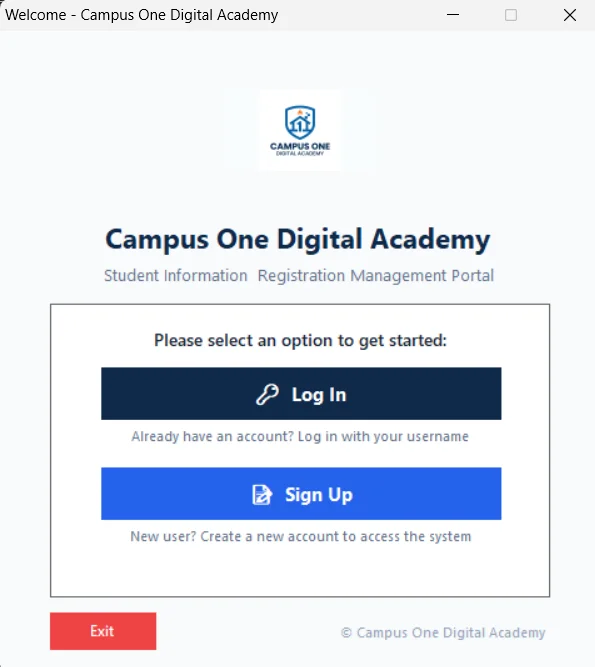 Welcome - Campus One Digital Academy
CAMPUS ONE
DIGITAL ACADEMY
Campus One Digital Academy
Student Information  Registration Management Portal
Please select an option to get started:
Log In
Already have an account? Log in with your username
Sign Up
New user? Create a new account to access the system
Exit
© Campus One Digital Academy